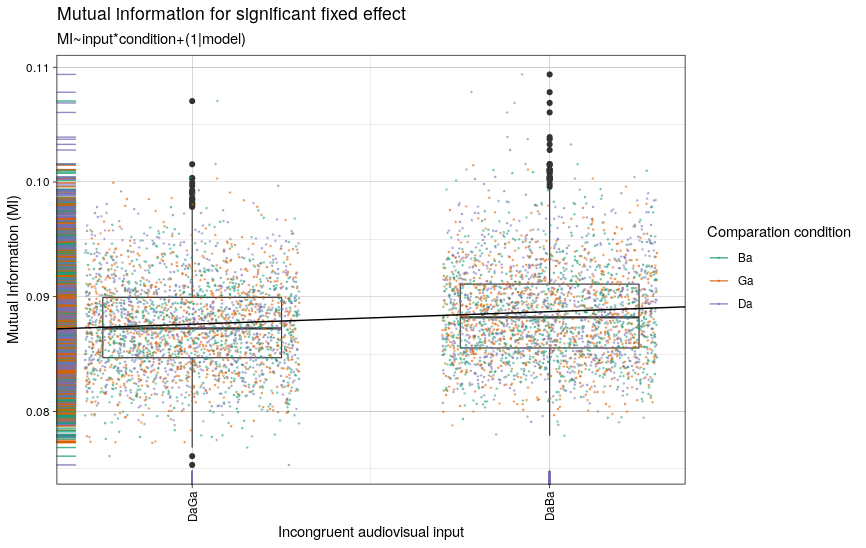 Mutual information for significant fixed effect
MI~input*condition+(1|model)
0.11
0.10
0.09
0.08
Mutual Information (MI)
DaGa
DaBa
Incongruent audiovisual input
Comparation condition
Ba
Ga
Da